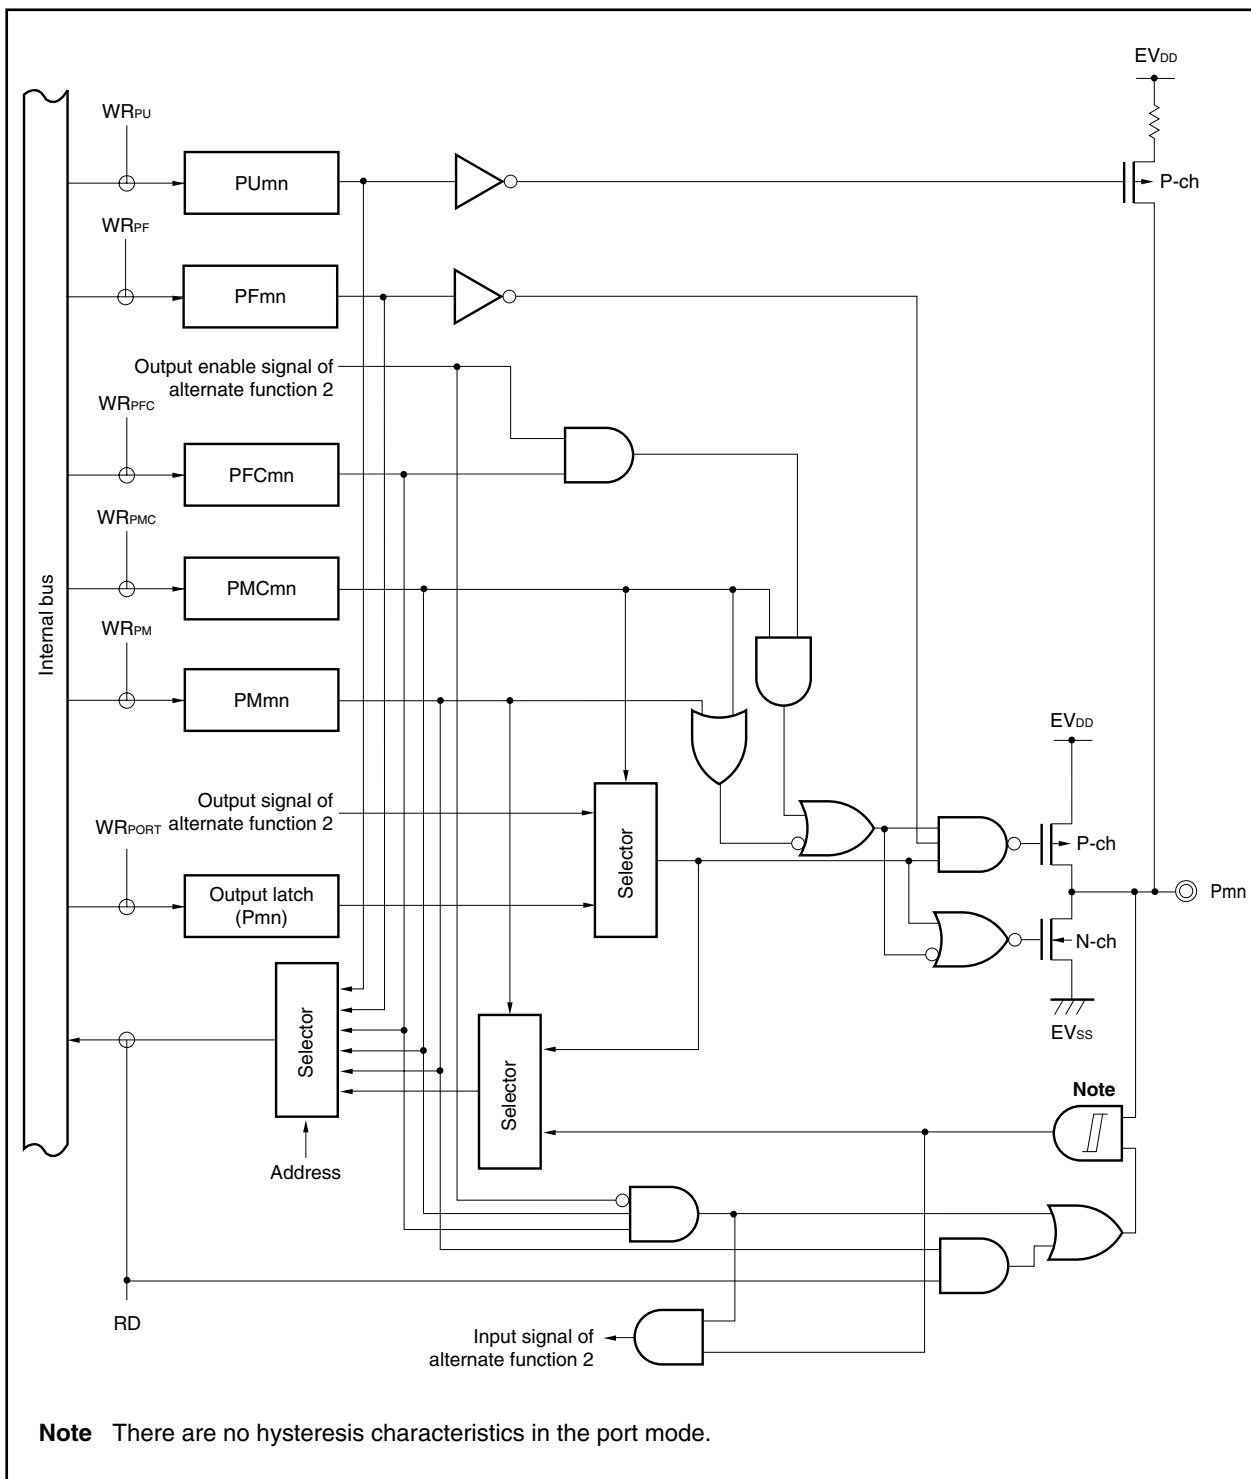 EVDD
WRPU
PUmn
P-ch
WRPF
PFmn
Output enable signal of
alternate function 2
WRPFC
PFCmn
WRPMC
PMCmn
Internal bus
WRPM
PMmn
EVDD
Output signal of
alternate function 2
WRPORT
P-ch
Selector
Output latch
(Pmn)
Pmn
N-ch
EVSS
Selector
Selector
Note
Address
RD
Input signal of
alternate function 2
Note There are no hysteresis characteristics in the port mode.